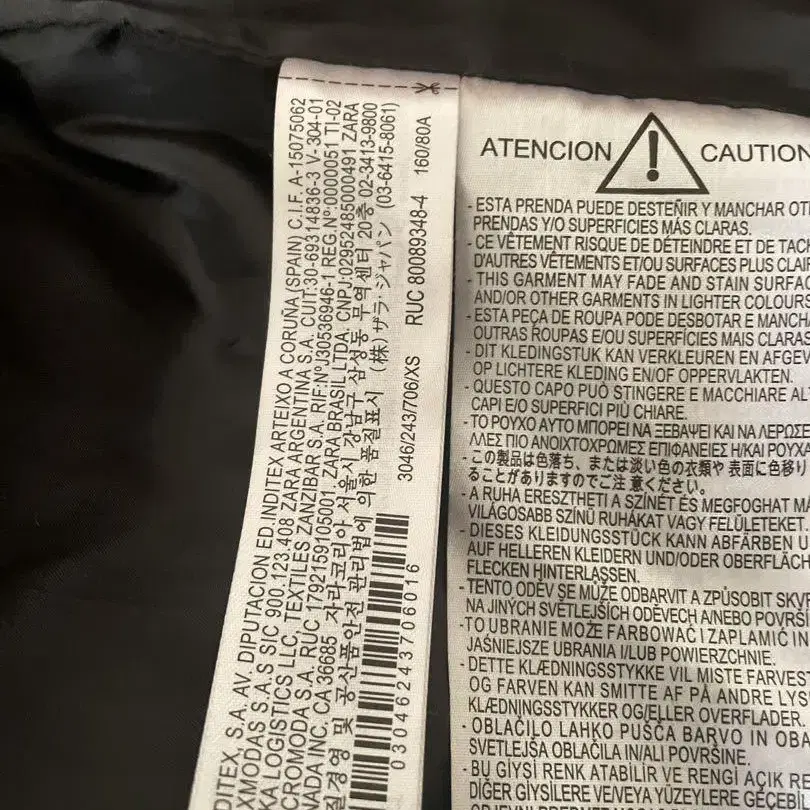 NDITEX, S.A. AV. DIPUTACION ED.INDITEX ARTEIXO A CORUÑA (SPAIN) C.I.F. A-15075062
EXMODAS S.A.S SIC 900.123.408 ZARA ARGENTINA S.A. CUIT:30-69314836-3 V-304-01
KA LOGISTICS LLC, TEXTILES ZANZIBAR S.A. RIF:NºJ30536946-1 REG.Nº:0000051 TI-02
CROMODA S.A. RUC 1792159105001 ZARA BRASIL LTDA. CNPJ:02952485000491 ZARA
NADA INC, CA 36685 자라코리아 서울시 강남구 삼성동 무역센터 20층 02-3413-9800
질경영 및 공산품안전 관리법에 의한 품질표시 (株) ザラ・ジャパン (03-6415-8061)
RUC 80089348-4 160/80A
3046/243/706/XS
03046243706016
ATENCION CAUTION
- ESTA PRENDA PUEDE DESTEÑIR Y MANCHAR OT
PRENDAS Y/O SUPERFICIES MÁS CLARAS.
- CE VÊTEMENT RISQUE DE DÉTEINDRE ET DE TACH
D'AUTRES VÊTEMENTS ET/OU SURFACES PLUS CLAIR
- THIS GARMENT MAY FADE AND STAIN SURFAC
AND/OR OTHER GARMENTS IN LIGHTER COLOURS
- ESTA PEÇA DE ROUPA PODE DESBOTAR E MANCHA
OUTRAS ROUPAS E/OU SUPERFÍCIES MAIS CLARAS
- DIT KLEDINGSTUK KAN VERKLEUREN EN AFGEV
OP LICHTERE KLEDING EN/OF OPPERVLAKTEN.
- QUESTO CAPO PUÒ STINGERE E MACCHIARE ALT
CAPI E/O SUPERFICI PIÙ CHIARE.
- ΤΟ ΡΟΥΧΟ ΑΥΤΟ ΜΠΟΡΕΙ ΝΑ ΞΕΒΑΨΕΙ ΚΑΙ ΝΑ ΛΕΡΩΣΕ
ΛΛΕΣ ΠΙΟ ΑΝΟΙΧΤΟΧΡΩΜΕΣ ΕΠΙΦΑΝΕΙΕΣ Η/ΚΑΙ ΡΟΥΧΑ
- この製品は色落ち、または淡い色の衣類や 表面に色移り
ることがありますのでご注 意ください。
- A RUHA ERESZTHETI A SZÍNÉT ÉS MEGFOGHAT MÁ
VILÁGOSABB SZÍNŰ RUHÁKAT VAGY FELÜLETEKET.
- DIESES KLEIDUNGSSTÜCK KANN ABFÄRBEN U
AUF HELLEREN KLEIDERN UND/ODER OBERFLÄCH
FLECKEN HINTERLASSEN.
- TENTO ODĚV SE MŮŽE ODBARVIT A ZPŮSOBIT SKVR
NA JINÝCH SVĚTLEJŠÍCH ODĚVECH A/NEBO POVRŠÍ
- TO UBRANIE MOŻE FARBOWAĆ I ZAPLAMIĆ IN
JAŚNIEJSZE UBRANIA I/LUB POWIERZCHNIE.
- DETTE KLÆDNINGSSTYKKE VIL MISTE FARVEST
OG FARVEN KAN SMITTE AF PÅ ANDRE LYS
KLÆDNINGSSTYKKER OG/ELLER OVERFLADER.
- OBLAČILO LAHKO PUŠČA BARVO IN OBA
SVETLEJŠA OBLAČILA IN/ALI POVRŠINE.
- BU GİYSİ RENK ATABİLİR VE RENGİ AÇIK RE
DİĞER GİYSİLERE VE/VEYA YÜZEYLERE GEÇEBİL